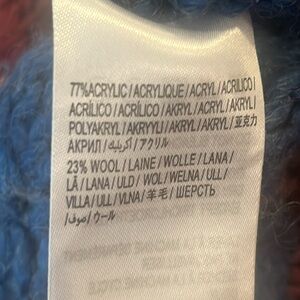 77%ACRYLIC / ACRYLIQUE / ACRYL / ACRILICO /
ACRÍLICO / ACRÍLICO / AKRYL / ACRYL / AKRYL /
POLYAKRYL / AKRYYLI / AKRYL / AKRYL / 亚克力
АКРИЛ / اكريليك / アクリル
23% WOOL / LAINE / WOLLE / LANA /
LÃ / LANA / ULD / WOL / WELNA / ULL /
VILLA / ULL / VLNA / 羊毛 / ШЕРСТЬ
/ صوف / ウール